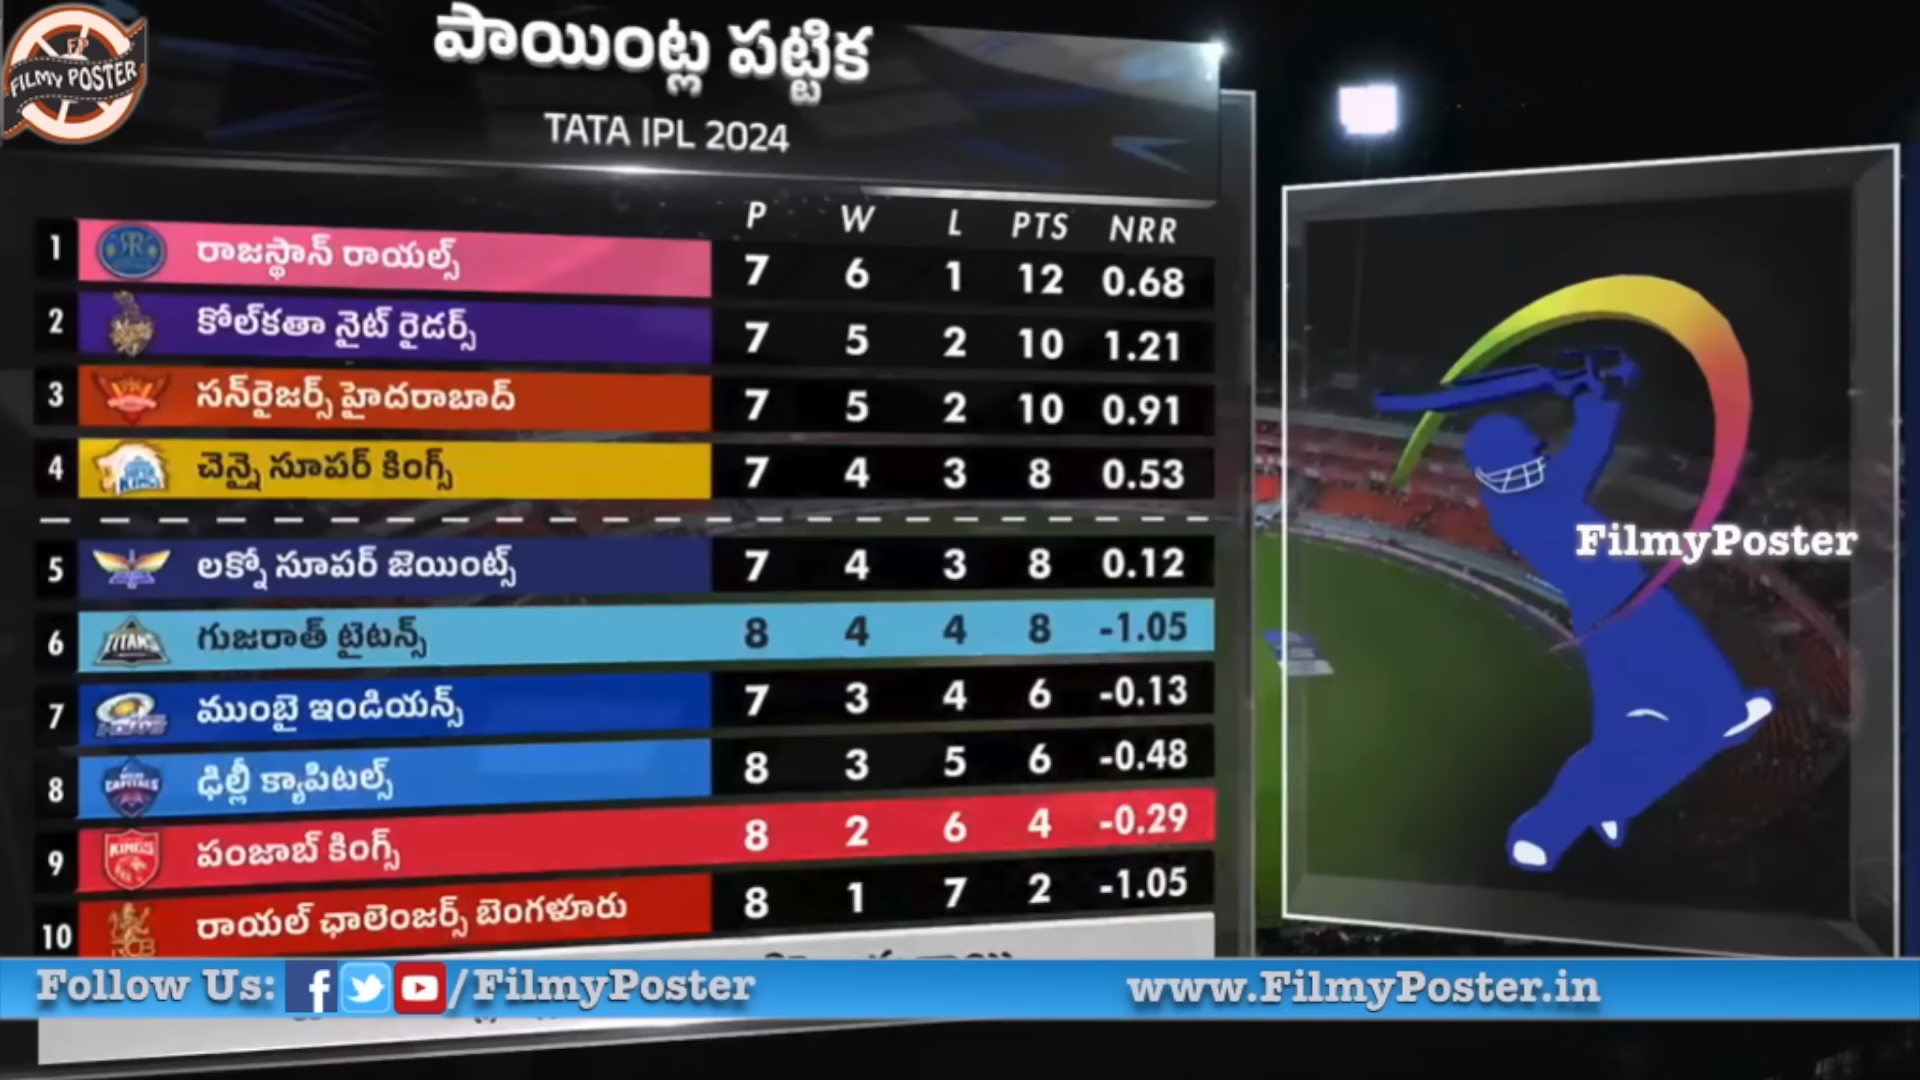 FP
FILMY POSTER
పాయింట్ల పట్టిక
TATA IPL 2024
P W L PTS NRR
1 రాజస్థాన్ రాయల్స్ 7 6 1 12 0.68
2 కోల్‌కతా నైట్ రైడర్స్ 7 5 2 10 1.21
3 సన్‌రైజర్స్ హైదరాబాద్ 7 5 2 10 0.91
4 చెన్నై సూపర్ కింగ్స్ 7 4 3 8 0.53
5 లక్నో సూపర్ జెయింట్స్ 7 4 3 8 0.12
6 TITANS గుజరాత్ టైటన్స్ 8 4 4 8 -1.05
7 ముంబై ఇండియన్స్ 7 3 4 6 -0.13
8 CAPITALS ఢిల్లీ క్యాపిటల్స్ 8 3 5 6 -0.48
9 KINGS పంజాబ్ కింగ్స్ 8 2 6 4 -0.29
10 RCB రాయల్ ఛాలెంజర్స్ బెంగళూరు 8 1 7 2 -1.05
FilmyPoster
Follow Us: /FilmyPoster www.FilmyPoster.in